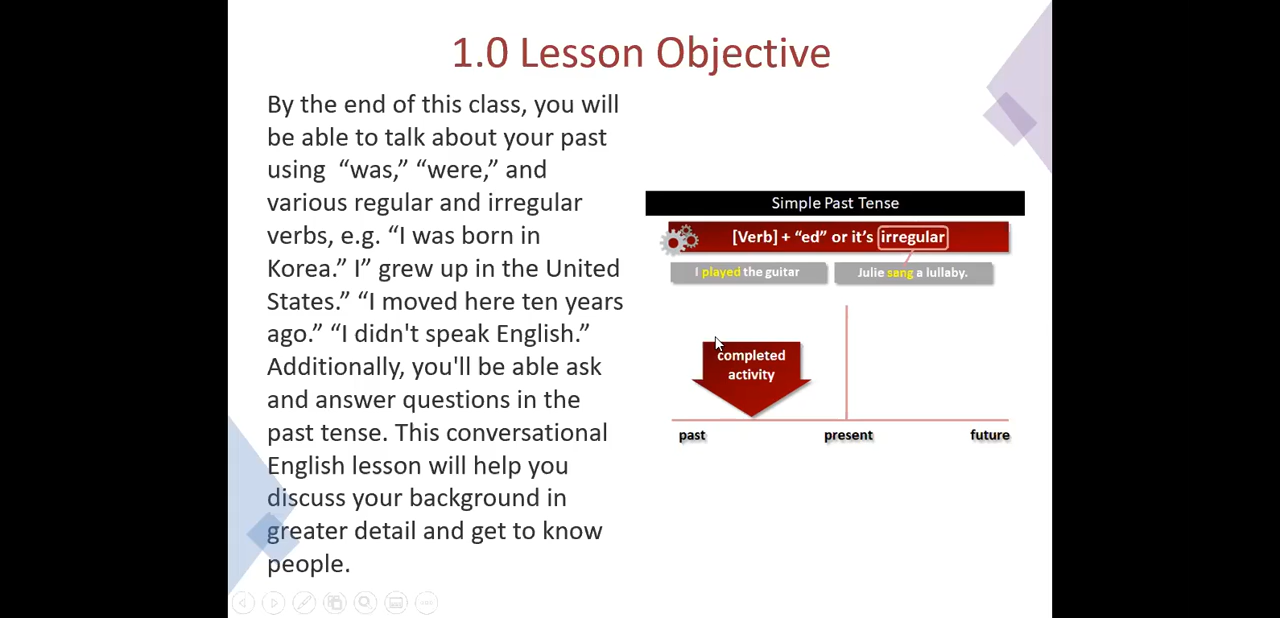 1.0 Lesson Objective
By the end of this class, you will
be able to talk about your past
using “was,” “were,” and
various regular and irregular
verbs, e.g. “I was born in
Korea.” I” grew up in the United
States.” “I moved here ten years
ago.” “I didn't speak English.”
Additionally, you'll be able ask
and answer questions in the
past tense. This conversational
English lesson will help you
discuss your background in
greater detail and get to know
people.
Simple Past Tense
[Verb] + “ed” or it’s irregular
I played the guitar
Julie sang a lullaby.
completed
activity
past
present
future